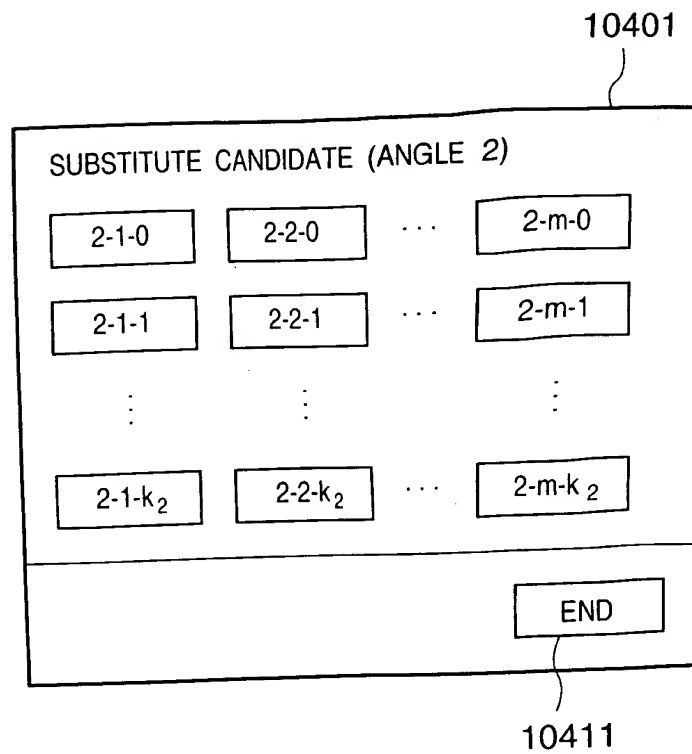 10401
SUBSTITUTE CANDIDATE (ANGLE 2)
2-1-0 2-2-0 ... 2-m-0
2-1-1 2-2-1 ... 2-m-1
⋮ ⋮ ⋮
2-1-k₂ 2-2-k₂ ... 2-m-k₂
END
10411